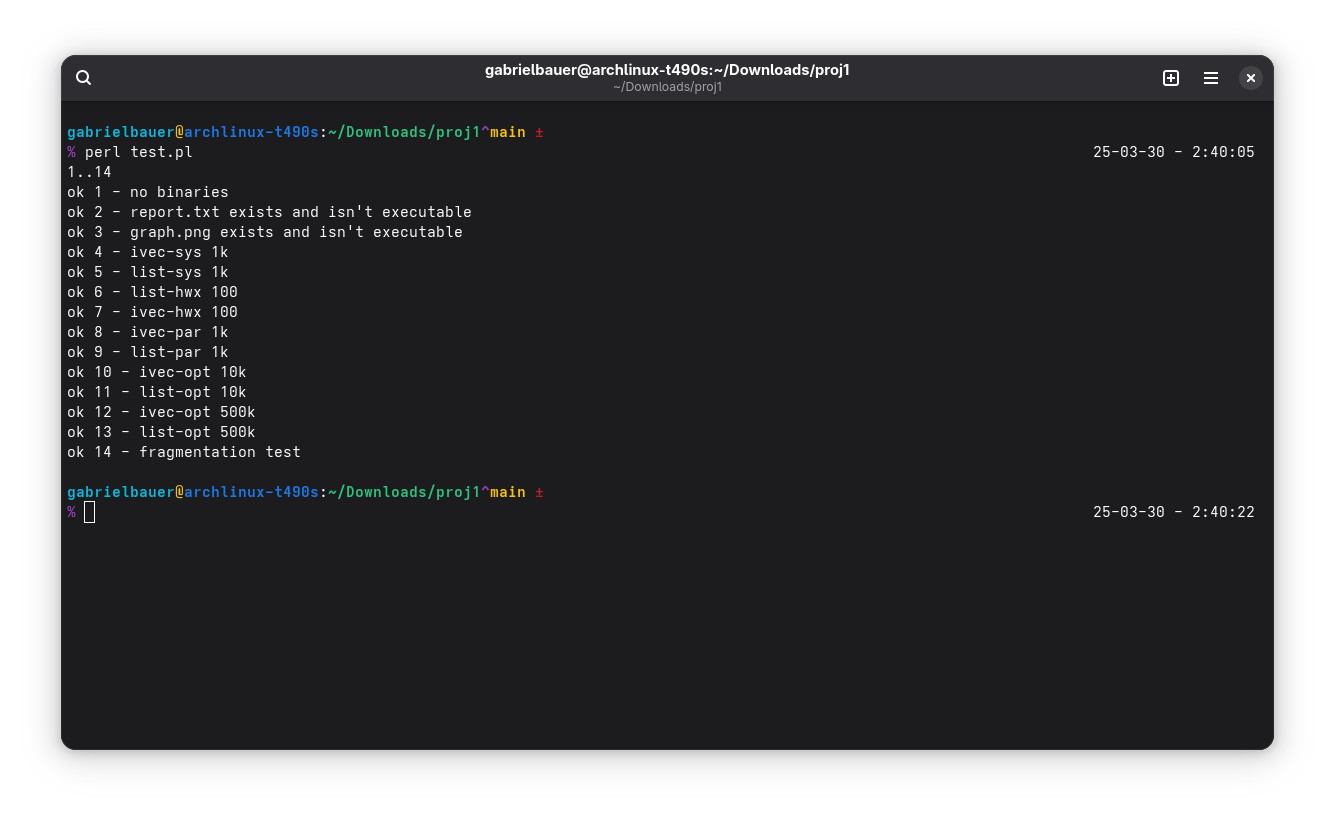 gabrielbauer@archlinux-t490s:~/Downloads/proj1
~/Downloads/proj1
gabrielbauer@archlinux-t490s:~/Downloads/proj1^main ±
% perl test.pl 25-03-30 - 2:40:05
1..14
ok 1 - no binaries
ok 2 - report.txt exists and isn't executable
ok 3 - graph.png exists and isn't executable
ok 4 - ivec-sys 1k
ok 5 - list-sys 1k
ok 6 - list-hwx 100
ok 7 - ivec-hwx 100
ok 8 - ivec-par 1k
ok 9 - list-par 1k
ok 10 - ivec-opt 10k
ok 11 - list-opt 10k
ok 12 - ivec-opt 500k
ok 13 - list-opt 500k
ok 14 - fragmentation test
gabrielbauer@archlinux-t490s:~/Downloads/proj1^main ±
% 25-03-30 - 2:40:22